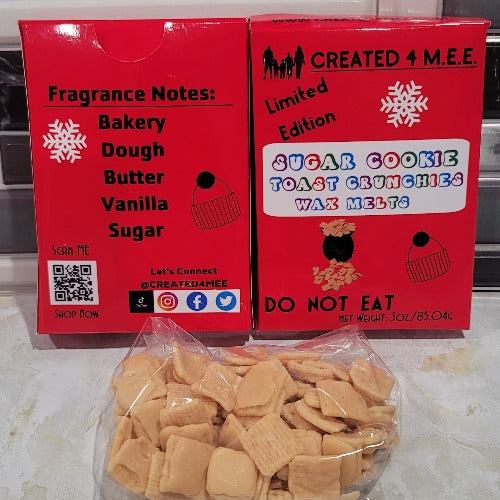 Fragrance Notes:
Bakery
Dough
Butter
Vanilla
Sugar
Scan ME
Shop Now
Let's Connect
@CREATED4MEE
CREATED 4 M.E.E.
Limited
Edition
SUGAR COOKIE
TOAST CRUNCHIES
WAX MELTS
DO NOT EAT
NET WEIGHT: 3oz/85.04g